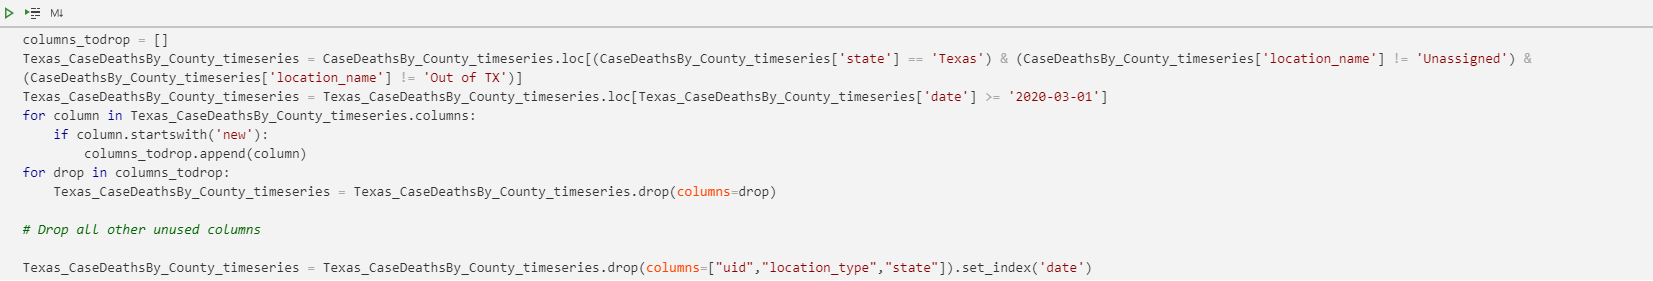 M↓
columns_todrop = []
Texas_CaseDeathsBy_County_timeseries = CaseDeathsBy_County_timeseries.loc[(CaseDeathsBy_County_timeseries['state'] == 'Texas') & (CaseDeathsBy_County_timeseries['location_name'] != 'Unassigned') &
(CaseDeathsBy_County_timeseries['location_name'] != 'Out of TX')]
Texas_CaseDeathsBy_County_timeseries = Texas_CaseDeathsBy_County_timeseries.loc[Texas_CaseDeathsBy_County_timeseries['date'] >= '2020-03-01']
for column in Texas_CaseDeathsBy_County_timeseries.columns:
    if column.startswith('new'):
        columns_todrop.append(column)
for drop in columns_todrop:
    Texas_CaseDeathsBy_County_timeseries = Texas_CaseDeathsBy_County_timeseries.drop(columns=drop)
# Drop all other unused columns
Texas_CaseDeathsBy_County_timeseries = Texas_CaseDeathsBy_County_timeseries.drop(columns=["uid","location_type","state"]).set_index('date')